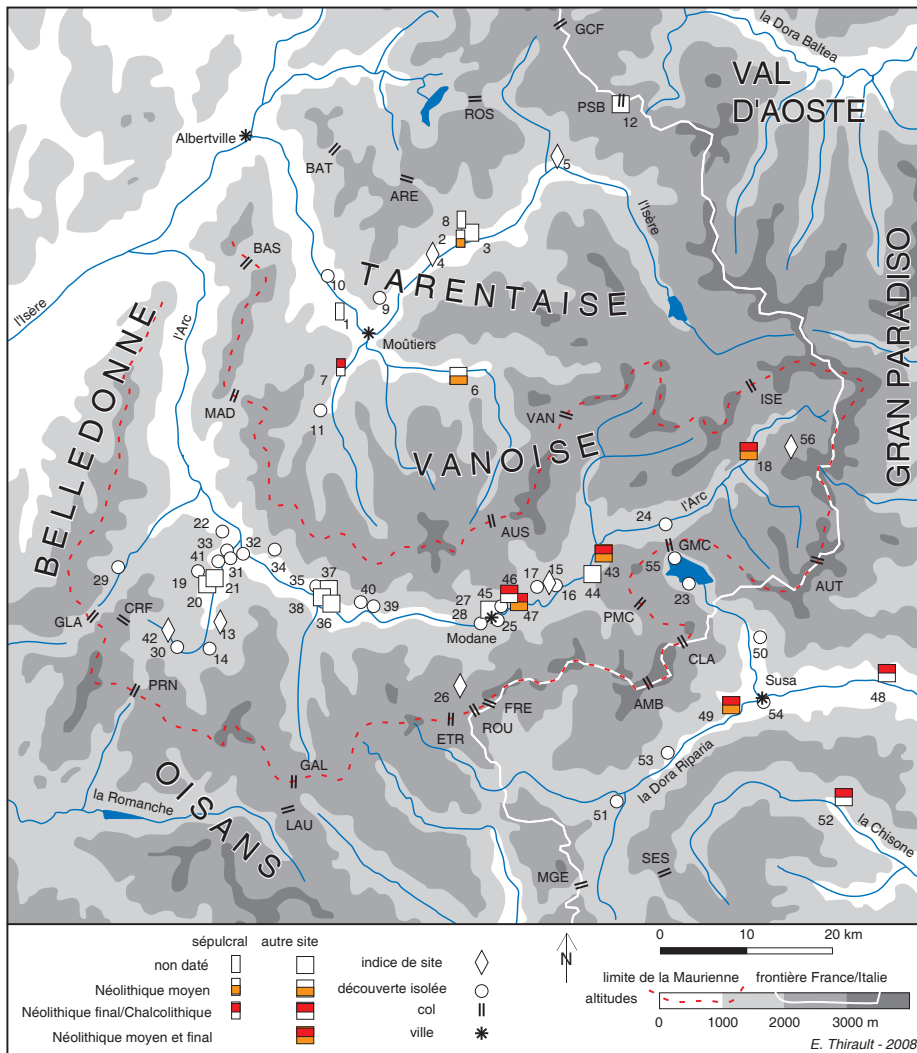 GCF
la Dora Baltea
VAL
D'AOSTE
ROS
PSB
12
Albertville
BAT
5
ARE
l'Isère
8
2
3
4
BAS
TARENTAISE
GRAN PARADISO
10
9
l'Isère
l'Arc
1
Moûtiers
BELLEDONNE
7
6
ISE
MAD
11
VAN
56
VANOISE
18
l'Arc
AUS
24
22
33
32
41
34
GMC
43
55
29
19
31
35
37
40
17
15
46
AUT
20
21
38
39
27
45
16
44
23
GLA
CRF
36
28
47
PMC
13
25
42
Modane
30
14
50
CLA
PRN
26
Susa
48
FRE
AMB
49
54
ROU
ETR
53
GAL
la Dora Riparia
OISANS
la Romanche
LAU
51
52
la Chisone
SES
MGE
sépulcral
autre site
non daté
Néolithique moyen
Néolithique final/Chalcolithique
Néolithique moyen et final
indice de site
découverte isolée
col
ville
N
0
10
20 km
limite de la Maurienne
frontière France/Italie
altitudes
0
1000
2000
3000 m
E. Thirault - 2008